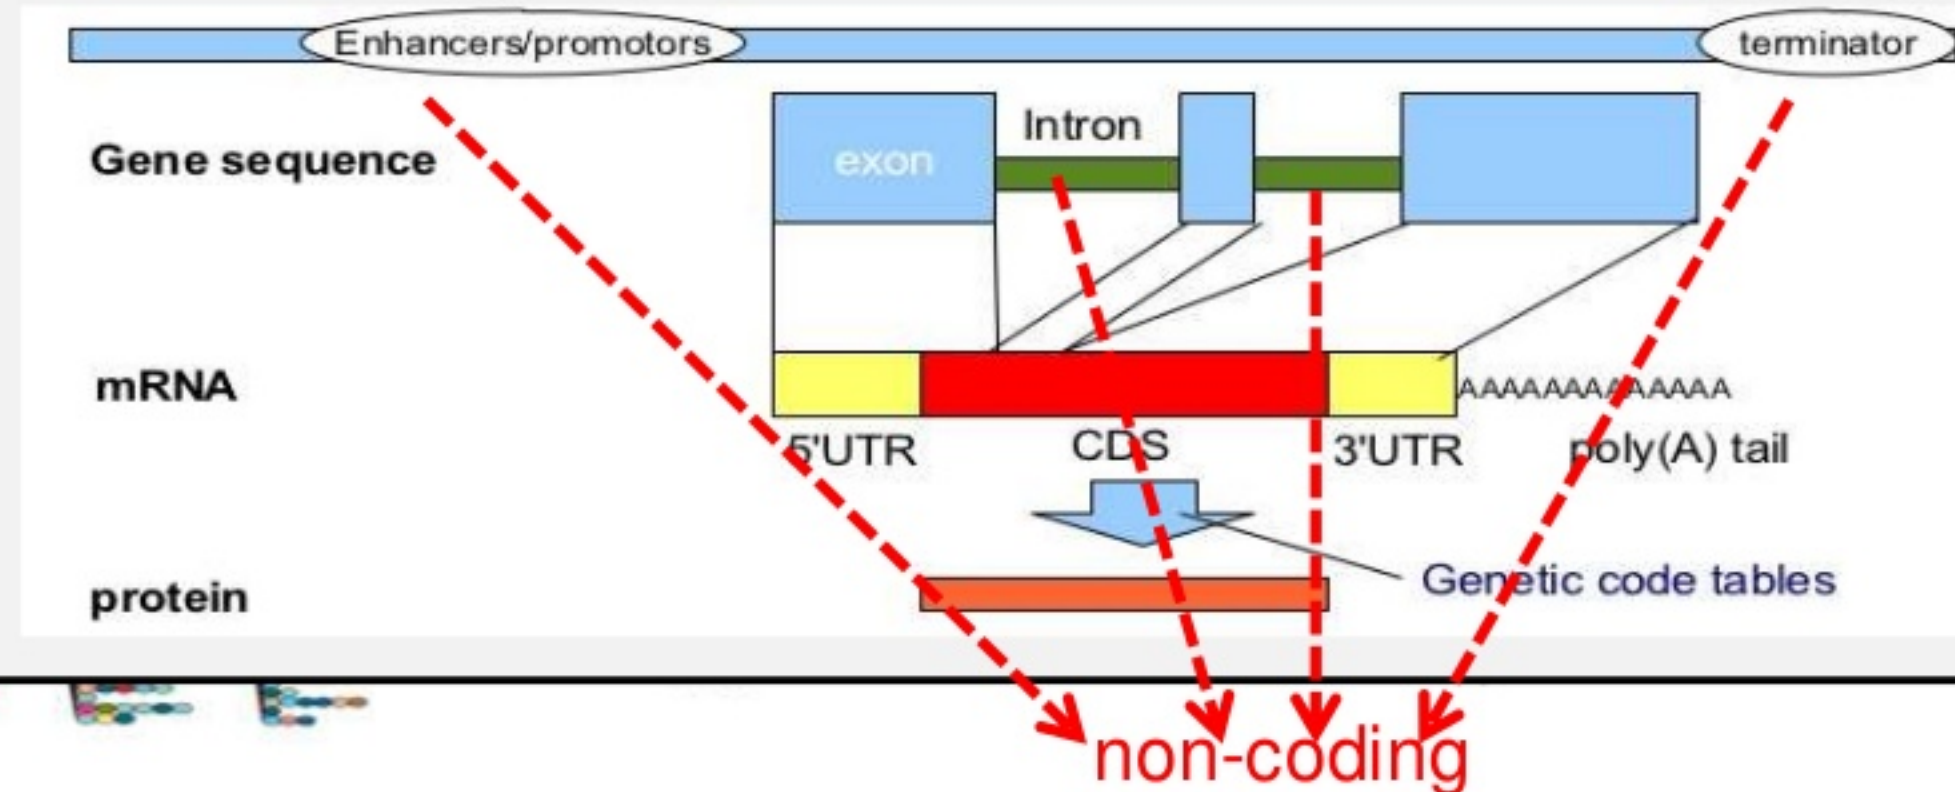 Enhancers/promotors
terminator
Intron
Gene sequence
exon
mRNA
AAAAAAAAAAAAA
5'UTR
CDS
3'UTR
poly(A) tail
Genetic code tables
protein
non-coding